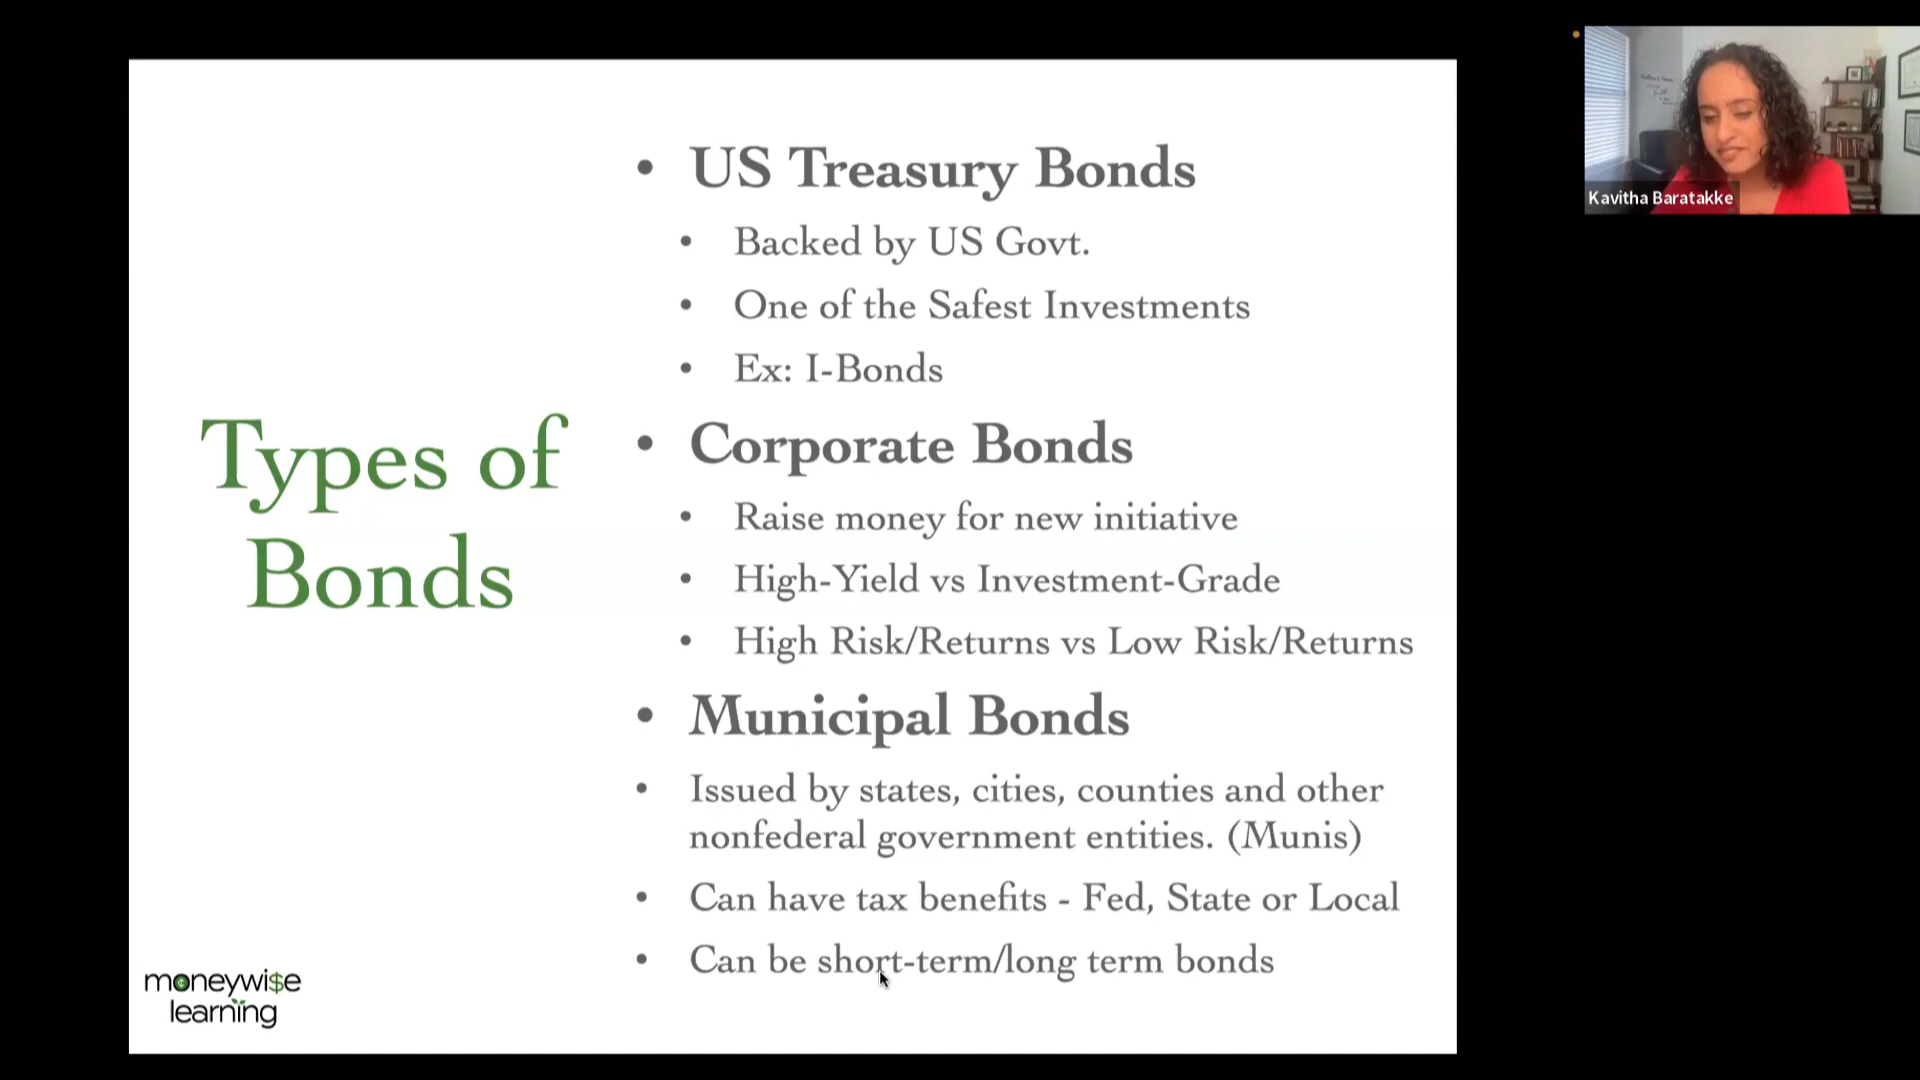 Types of
Bonds
• US Treasury Bonds
• Backed by US Govt.
• One of the Safest Investments
• Ex: I-Bonds
• Corporate Bonds
• Raise money for new initiative
• High-Yield vs Investment-Grade
• High Risk/Returns vs Low Risk/Returns
• Municipal Bonds
• Issued by states, cities, counties and other
nonfederal government entities. (Munis)
• Can have tax benefits - Fed, State or Local
• Can be short-term/long term bonds
moneywi$e
learning
Kavitha Baratakke